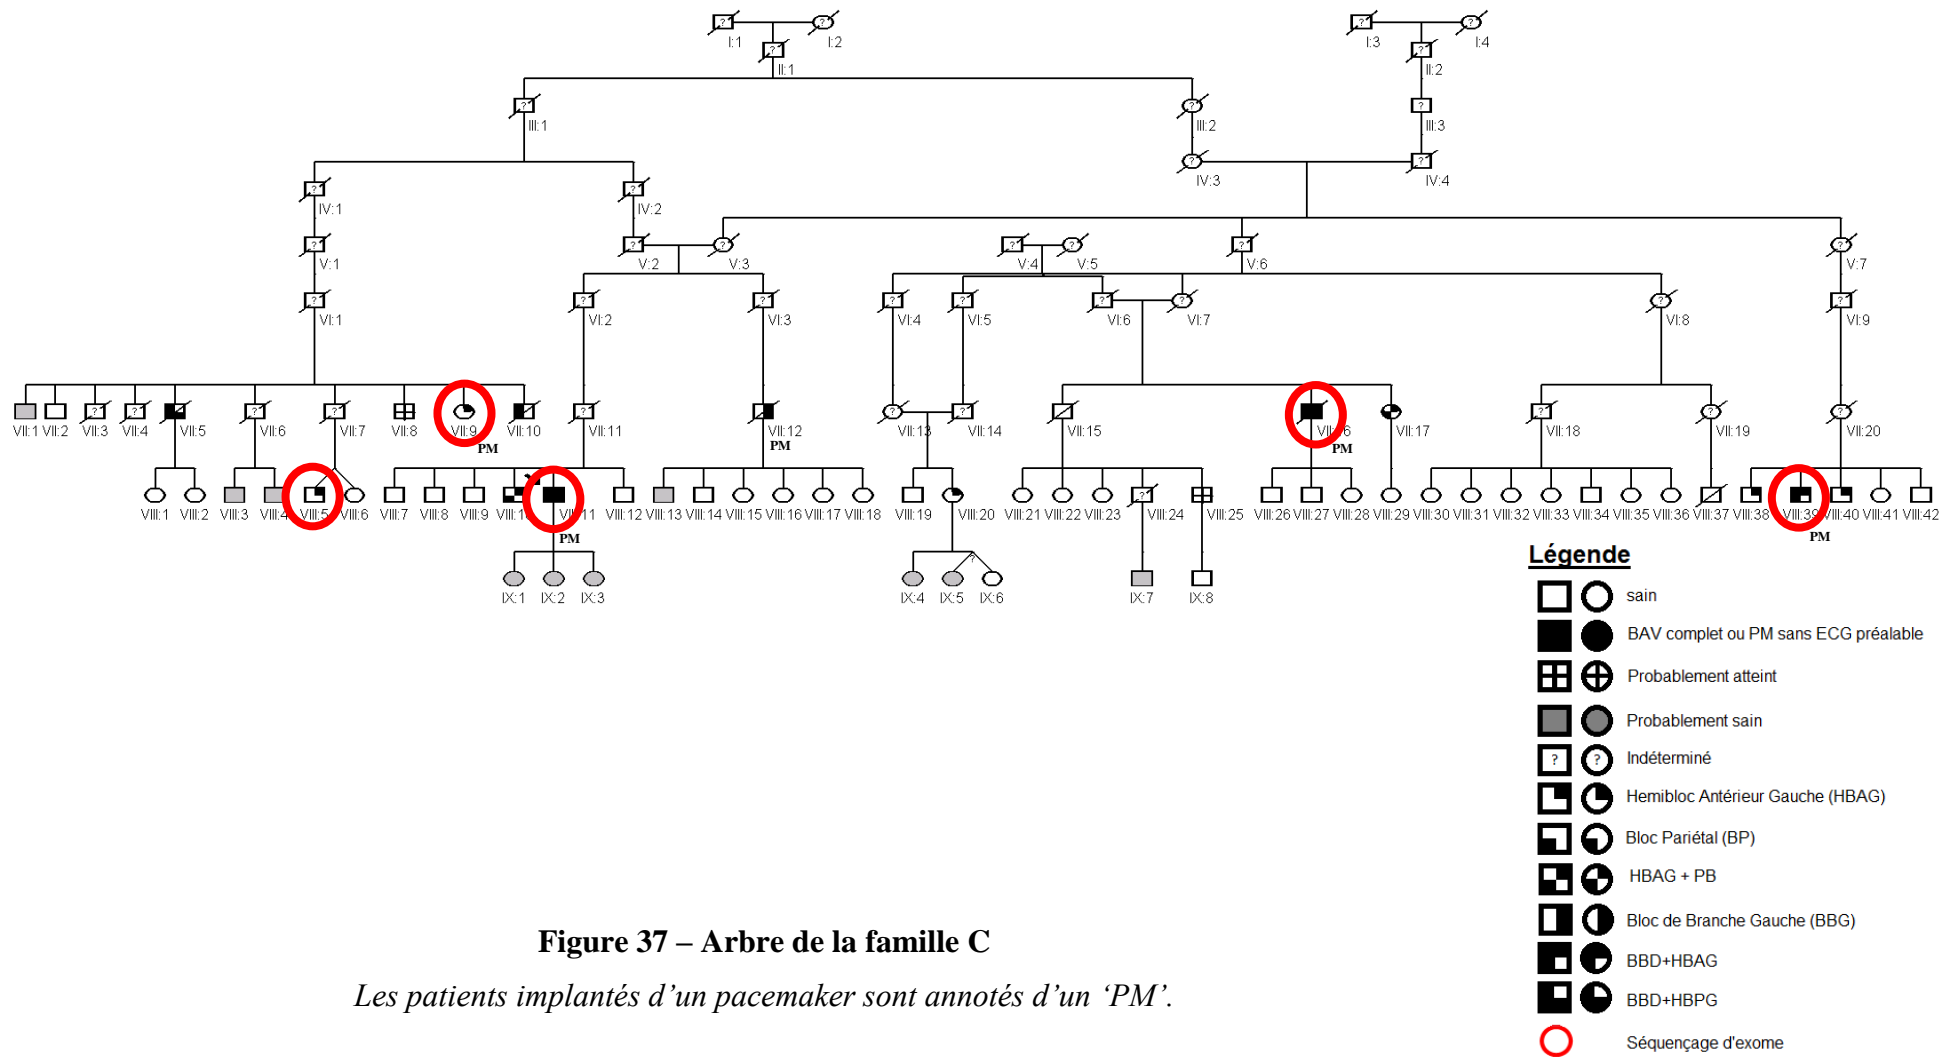 I:1 I:2 I:3 I:4
II:1 II:2
III:1 III:2 III:3
IV:3 IV:4
IV:1 IV:2
V:1 V:2 V:3 V:4 V:5 V:6 V:7
VI:1 VI:2 VI:3 VI:4 VI:5 VI:6 VI:7 VI:8 VI:9
VII:1 VII:2 VII:3 VII:4 VII:5 VII:6 VII:7 VII:8 VII:9 VII:10 VII:11 VII:12 VII:13 VII:14 VII:15 VII:16 VII:17 VII:18 VII:19 VII:20
PM PM PM
VIII:1 VIII:2 VIII:3 VIII:4 VIII:5 VIII:6 VIII:7 VIII:8 VIII:9 VIII:10 VIII:11 VIII:12 VIII:13 VIII:14 VIII:15 VIII:16 VIII:17 VIII:18 VIII:19 VIII:20 VIII:21 VIII:22 VIII:23 VIII:24 VIII:25 VIII:26 VIII:27 VIII:28 VIII:29 VIII:30 VIII:31 VIII:32 VIII:33 VIII:34 VIII:35 VIII:36 VIII:37 VIII:38 VIII:39 VIII:40 VIII:41 VIII:42
PM PM
IX:1 IX:2 IX:3 IX:4 IX:5 IX:6 IX:7 IX:8
Légende
sain
BAV complet ou PM sans ECG préalable
Probablement atteint
Probablement sain
? ? Indéterminé
Hemibloc Antérieur Gauche (HBAG)
Bloc Pariétal (BP)
HBAG + PB
Bloc de Branche Gauche (BBG)
BBD+HBAG
BBD+HBPG
Séquençage d'exome
Figure 37 – Arbre de la famille C
Les patients implantés d'un pacemaker sont annotés d'un 'PM'.